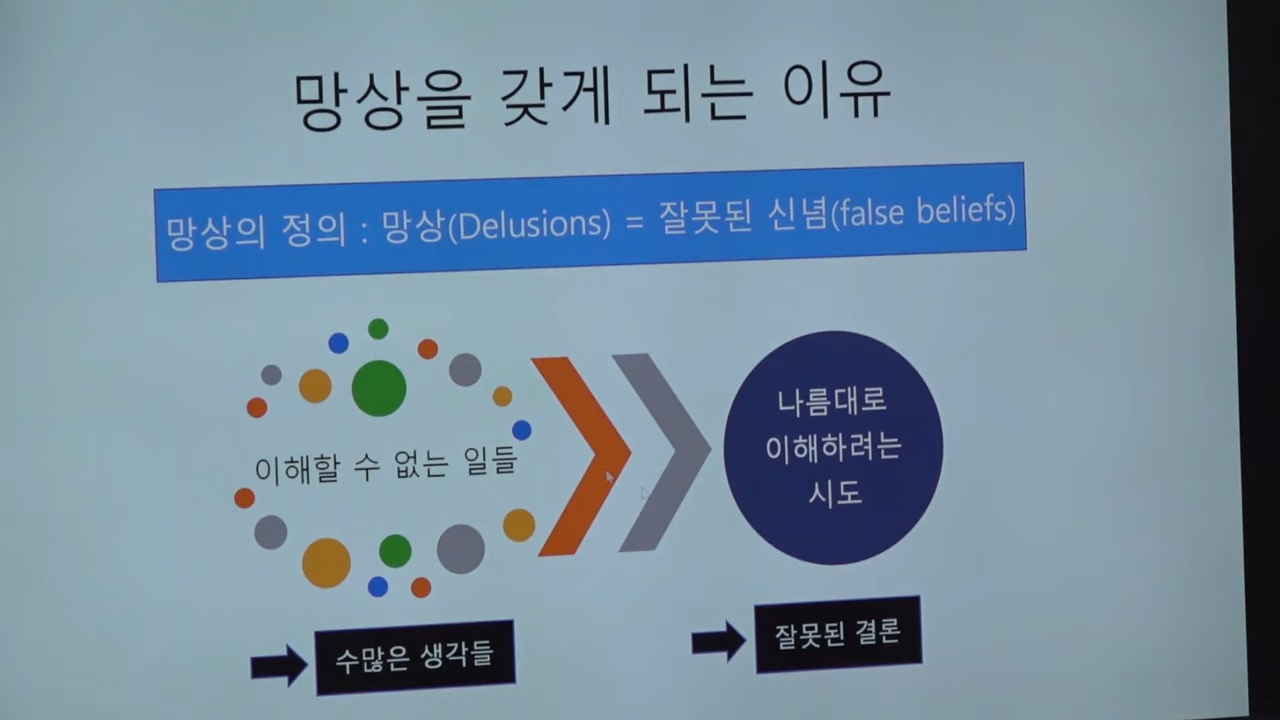 망상을 갖게 되는 이유
망상의 정의 : 망상(Delusions) = 잘못된 신념(false beliefs)
이해할 수 없는 일들
나름대로
이해하려는
시도
수많은 생각들
잘못된 결론